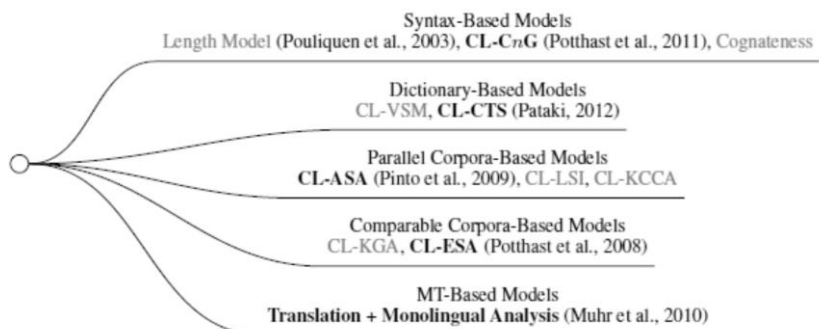 Syntax-Based Models
Length Model (Pouliquen et al., 2003), CL-CnG (Potthast et al., 2011), Cognateness
Dictionary-Based Models
CL-VSM, CL-CTS (Pataki, 2012)
Parallel Corpora-Based Models
CL-ASA (Pinto et al., 2009), CL-LSI, CL-KCCA
Comparable Corpora-Based Models
CL-KGA, CL-ESA (Potthast et al., 2008)
MT-Based Models
Translation + Monolingual Analysis (Muhr et al., 2010)